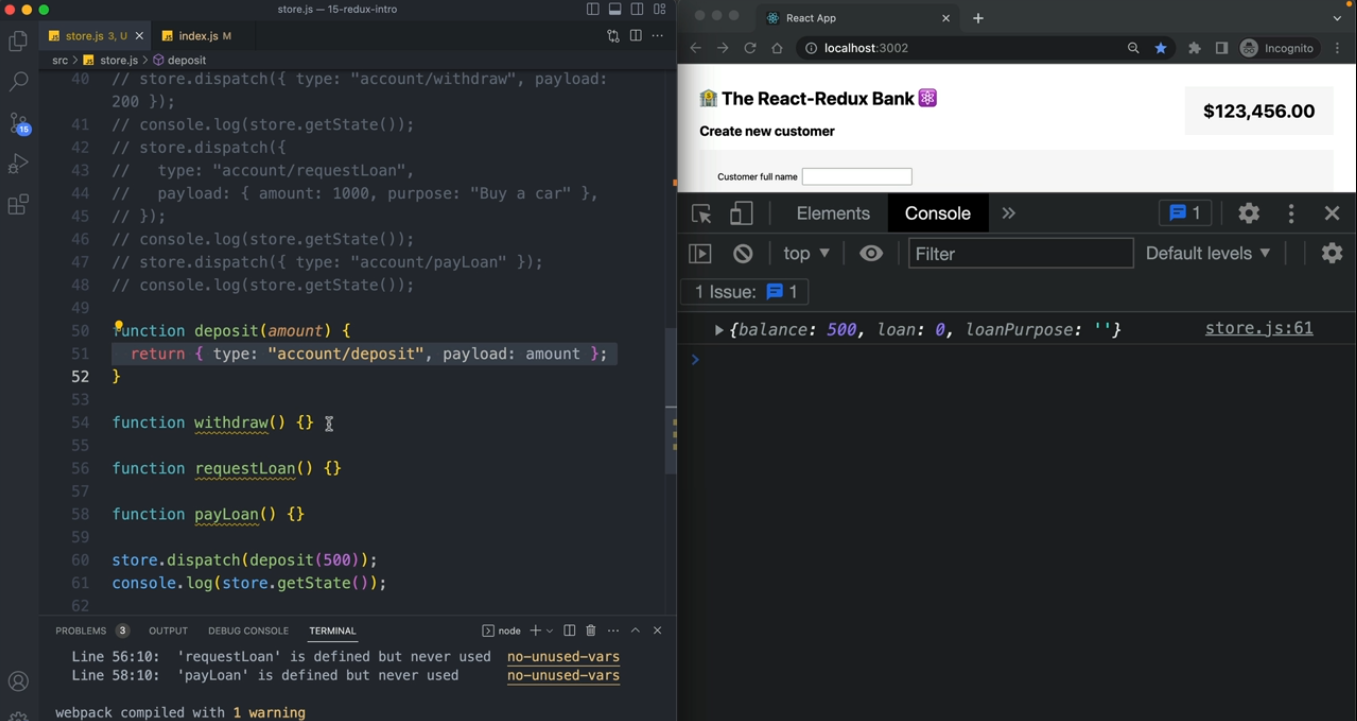 store.js — 15-redux-intro
store.js 3, U
index.js M
src > store.js > deposit
40 // store.dispatch({ type: "account/withdraw", payload:
200 });
41 // console.log(store.getState());
42 // store.dispatch({
43 //   type: "account/requestLoan",
44 //   payload: { amount: 1000, purpose: "Buy a car" },
45 // });
46 // console.log(store.getState());
47 // store.dispatch({ type: "account/payLoan" });
48 // console.log(store.getState());
49
50 function deposit(amount) {
51   return { type: "account/deposit", payload: amount };
52 }
53
54 function withdraw() {}
55
56 function requestLoan() {}
57
58 function payLoan() {}
59
60 store.dispatch(deposit(500));
61 console.log(store.getState());
62
15
PROBLEMS 3 OUTPUT DEBUG CONSOLE TERMINAL node
Line 56:10:  'requestLoan' is defined but never used  no-unused-vars
Line 58:10:  'payLoan' is defined but never used  no-unused-vars
webpack compiled with 1 warning
React App
localhost:3002
Incognito
The React-Redux Bank
$123,456.00
Create new customer
Customer full name
Elements Console 1
top Filter Default levels
1 Issue: 1
{balance: 500, loan: 0, loanPurpose: ''} store.js:61